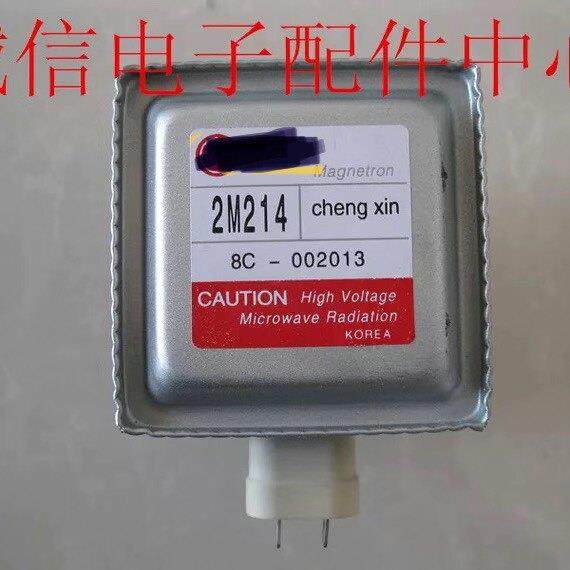 信电子配件中
Magnetron
2M214 cheng xin
8C - 002013
CAUTION High Voltage
Microwave Radiation
KOREA